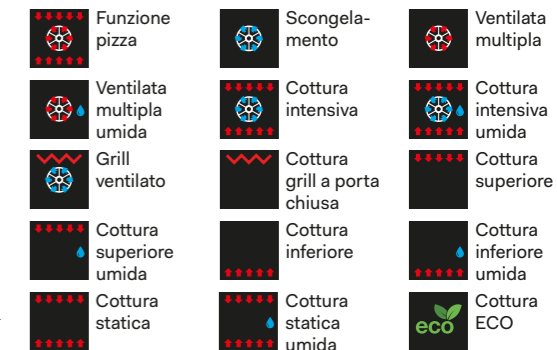 Funzione
pizza
Scongela-
mento
Ventilata
multipla
Ventilata
multipla
umida
Cottura
intensiva
Cottura
intensiva
umida
Grill
ventilato
Cottura
grill a porta
chiusa
Cottura
superiore
Cottura
superiore
umida
Cottura
inferiore
Cottura
inferiore
umida
Cottura
statica
Cottura
statica
umida
eco
Cottura
ECO